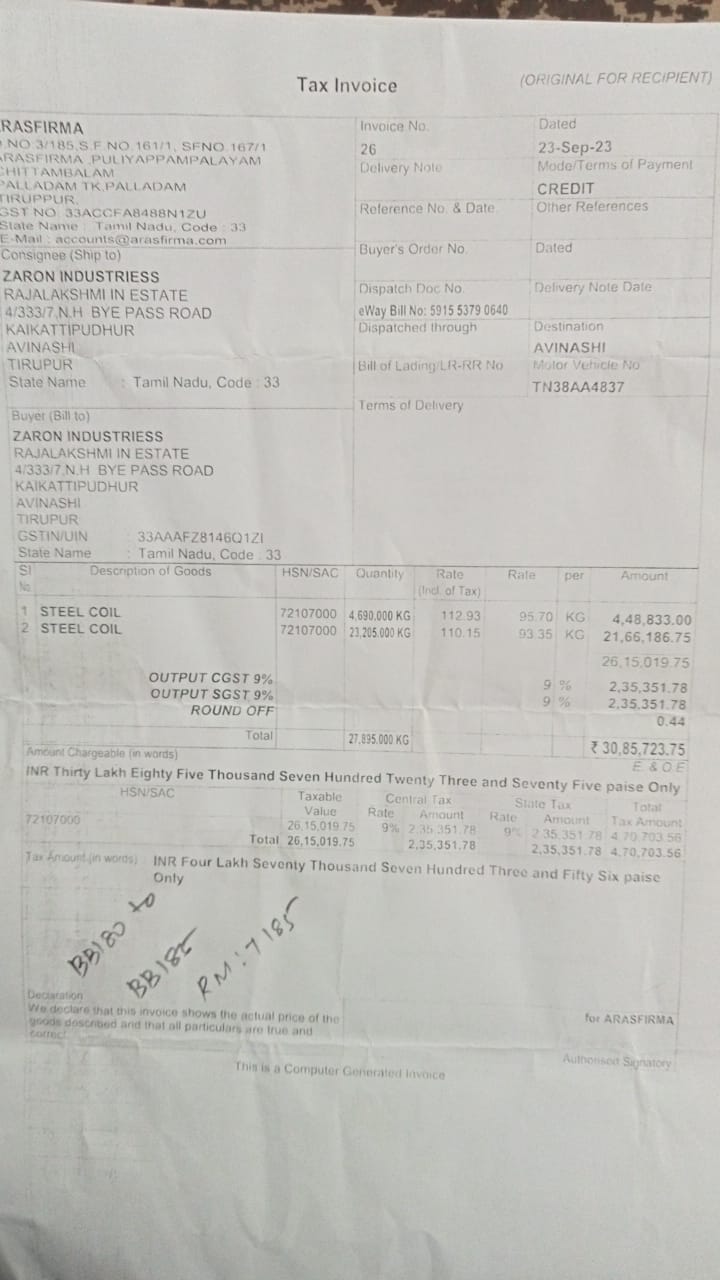 Tax Invoice
(ORIGINAL FOR RECIPIENT)
RASFIRMA
NO.3/185,S.F.NO.161/1, SFNO.167/1
ARASFIRMA ,PULIYAPPAMPALAYAM
CHITTAMBALAM
PALLADAM TK,PALLADAM
TIRUPPUR.
GST NO 33ACCFA8488N1ZU
State Name : Tamil Nadu, Code : 33
E-Mail : accounts@arasfirma.com
Invoice No.
26
Dated
23-Sep-23
Delivery Note
Mode/Terms of Payment
CREDIT
Reference No. & Date.
Other References
Buyer's Order No.
Dated
Dispatch Doc No.
Delivery Note Date
eWay Bill No: 5915 5379 0640
Dispatched through
Destination
AVINASHI
Bill of Lading/LR-RR No
Motor Vehicle No
TN38AA4837
Terms of Delivery
Consignee (Ship to)
ZARON INDUSTRIESS
RAJALAKSHMI IN ESTATE
4/333/7,N.H BYE PASS ROAD
KAIKATTIPUDHUR
AVINASHI
TIRUPUR
State Name : Tamil Nadu, Code : 33
Buyer (Bill to)
ZARON INDUSTRIESS
RAJALAKSHMI IN ESTATE
4/333/7,N.H BYE PASS ROAD
KAIKATTIPUDHUR
AVINASHI
TIRUPUR
GSTIN/UIN : 33AAAFZ8146Q1ZI
State Name : Tamil Nadu, Code : 33
Sl No. Description of Goods HSN/SAC Quantity Rate (Incl. of Tax) Rate per Amount
1 STEEL COIL 72107000 4,690.000 KG 112.93 95.70 KG 4,48,833.00
2 STEEL COIL 72107000 23,205.000 KG 110.15 93.35 KG 21,66,186.75
26,15,019.75
OUTPUT CGST 9% 9 % 2,35,351.78
OUTPUT SGST 9% 9 % 2,35,351.78
ROUND OFF 0.44
Total 27,895.000 KG ₹ 30,85,723.75
Amount Chargeable (in words) E. & O.E
INR Thirty Lakh Eighty Five Thousand Seven Hundred Twenty Three and Seventy Five paise Only
HSN/SAC Taxable Value Central Tax Rate Amount State Tax Rate Amount Total Tax Amount
72107000 26,15,019.75 9% 2,35,351.78 9% 2,35,351.78 4,70,703.56
Total 26,15,019.75 2,35,351.78 2,35,351.78 4,70,703.56
Tax Amount (in words) : INR Four Lakh Seventy Thousand Seven Hundred Three and Fifty Six paise
Only
BB180 to
BB185
RM:7185
Declaration
We declare that this invoice shows the actual price of the
goods described and that all particulars are true and
correct.
for ARASFIRMA
Authorised Signatory
This is a Computer Generated Invoice